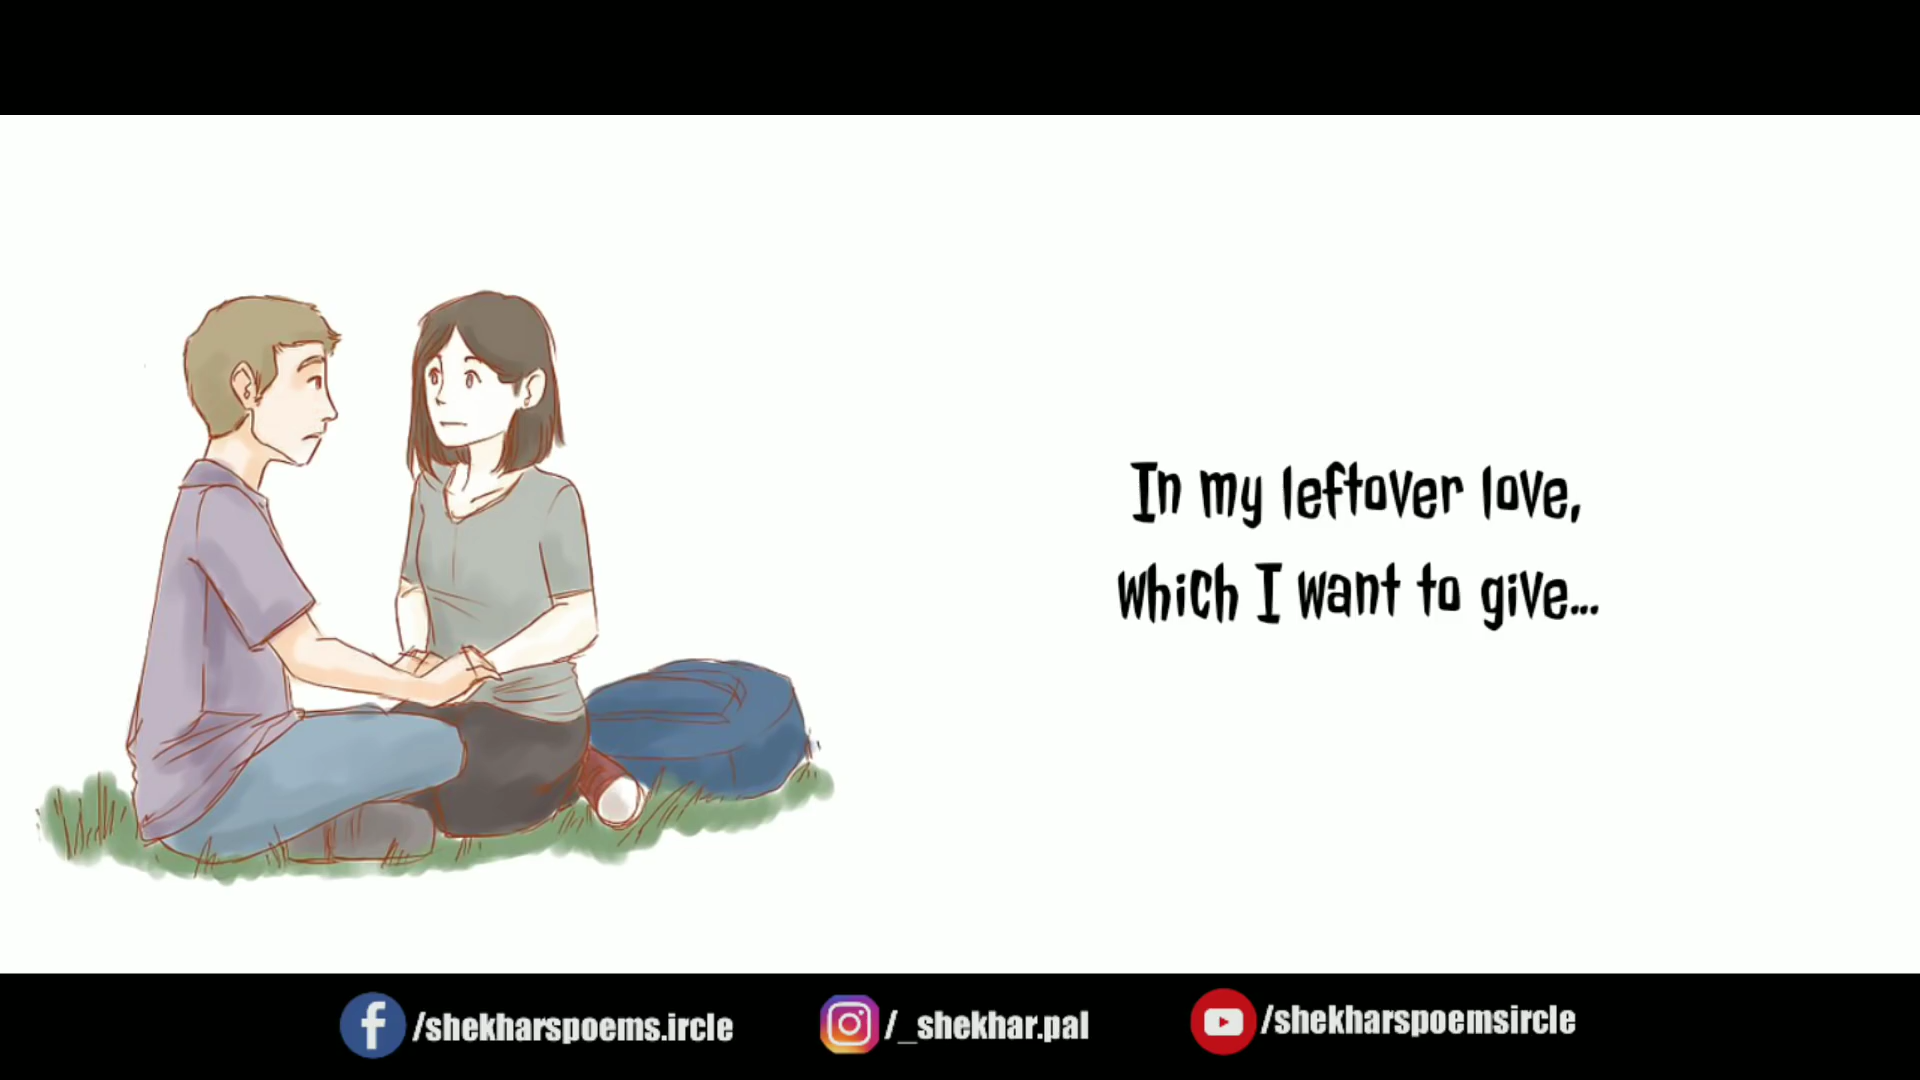 In my leftover love,
which I want to give...
/shekharspoems.ircle
/_shekhar.pal
/shekharspoemsircle